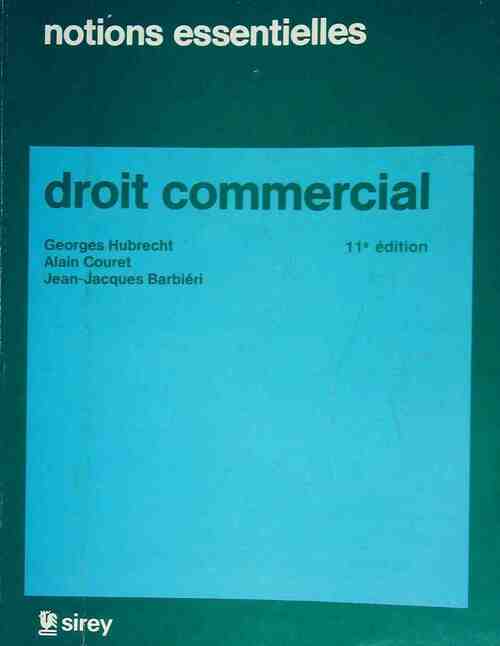 notions essentielles
droit commercial
Georges Hubrecht
11e édition
Alain Couret
Jean-Jacques Barbiéri
sirey